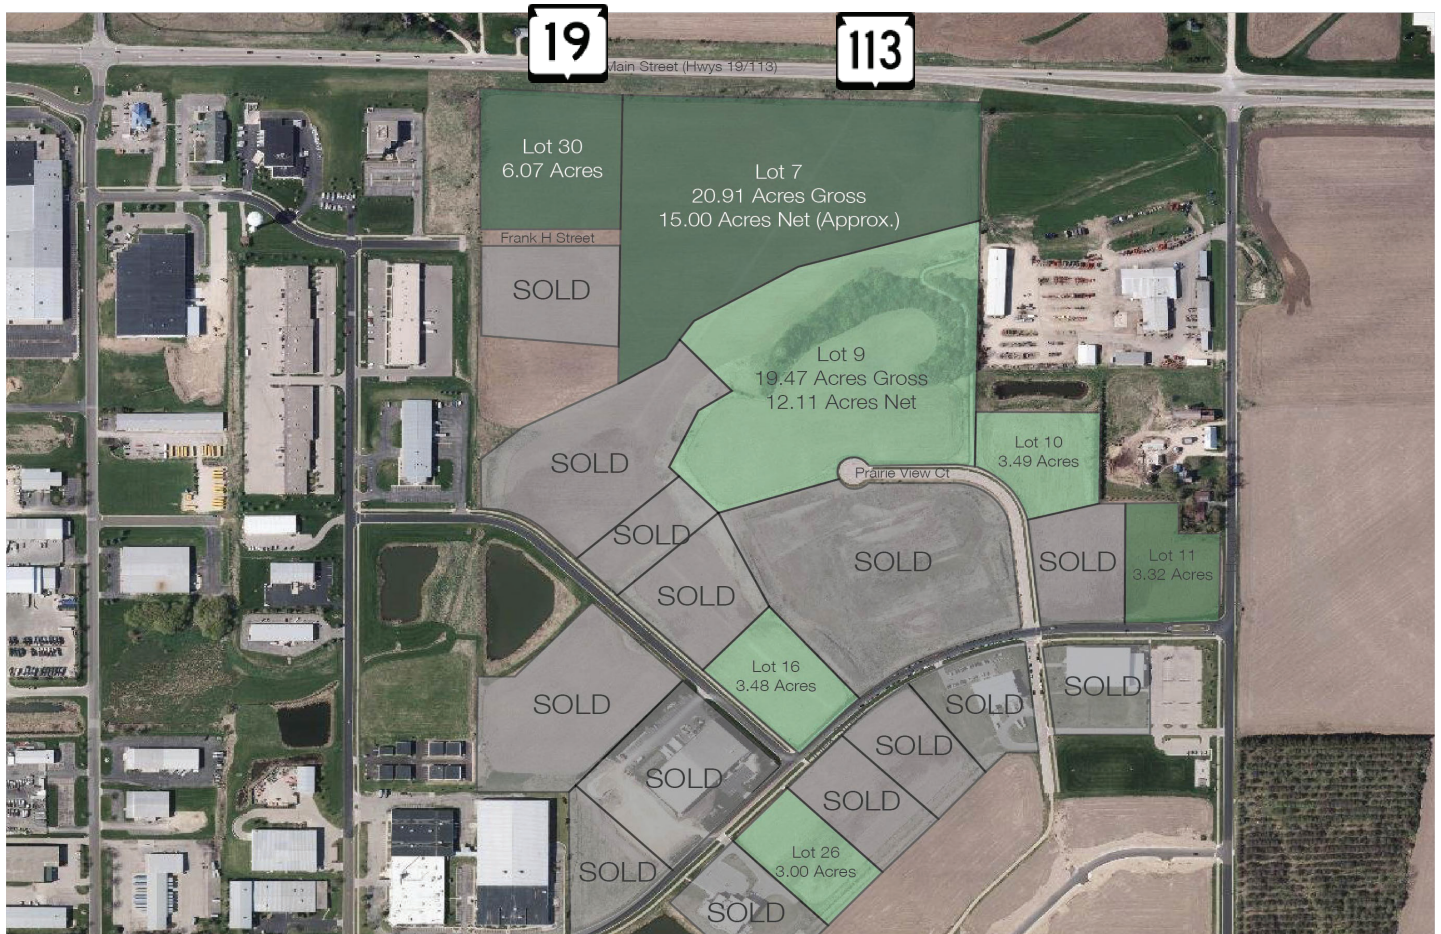 19
113
Main Street (Hwys 19/113)
Lot 30
6.07 Acres
Lot 7
20.91 Acres Gross
15.00 Acres Net (Approx.)
Frank H Street
SOLD
Lot 9
19.47 Acres Gross
12.11 Acres Net
Lot 10
3.49 Acres
SOLD
Prairie View Ct
SOLD
SOLD
SOLD
Lot 11
3.32 Acres
SOLD
Lot 16
3.48 Acres
SOLD
SOLD
SOLD
SOLD
SOLD
SOLD
Lot 26
3.00 Acres
SOLD
SOLD